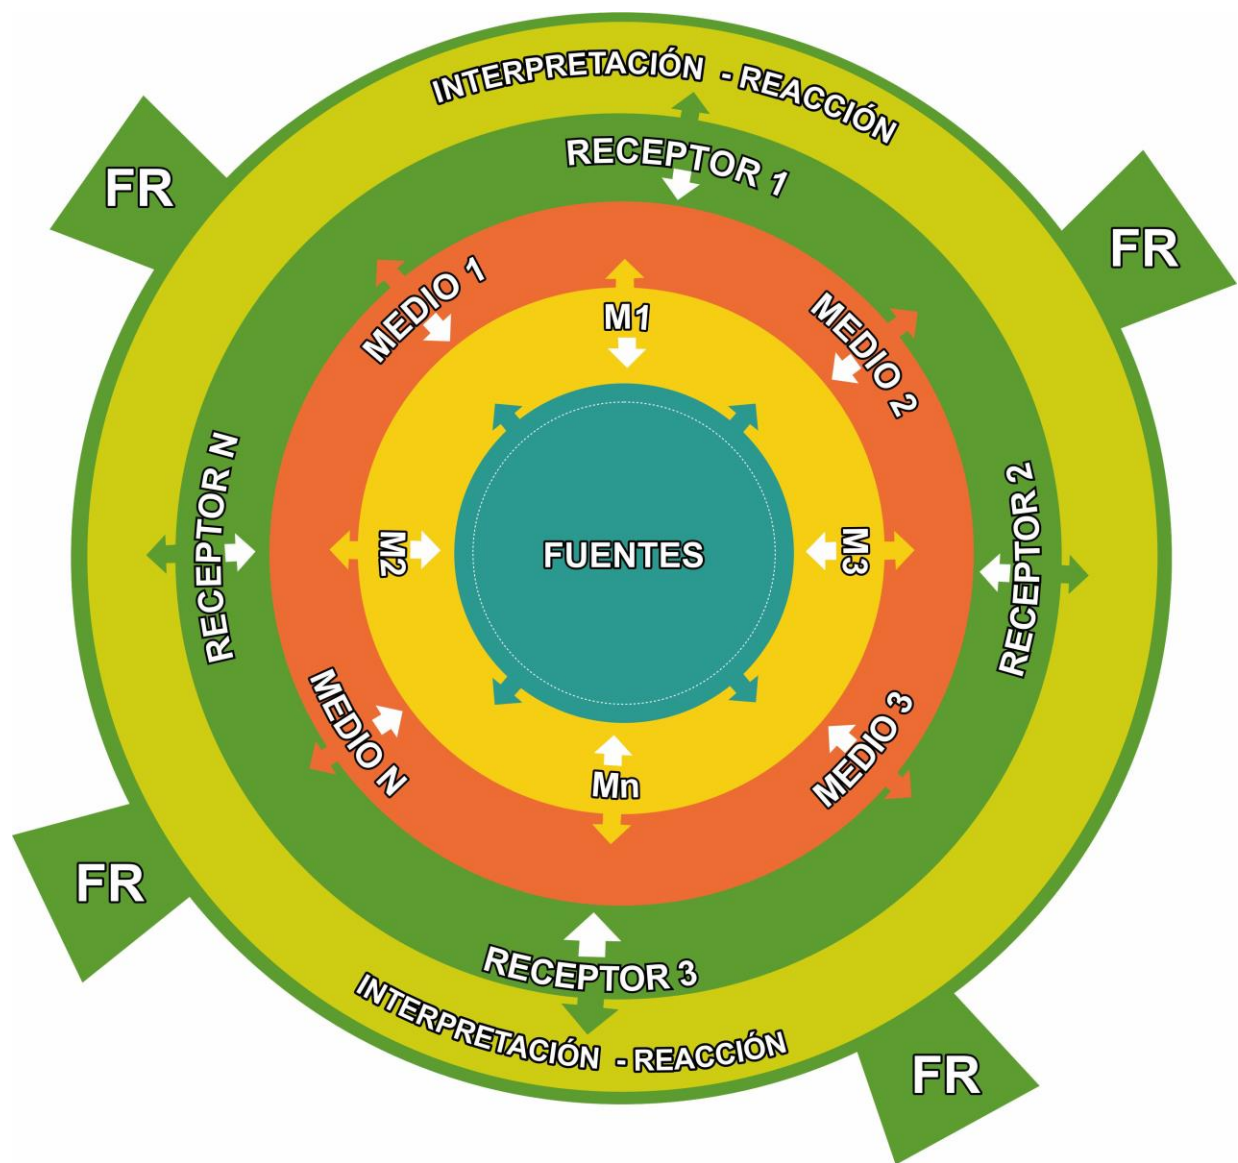 INTERPRETACIÓN - REACCIÓN
RECEPTOR 1
FR
FR
MEDIO 1
M1
MEDIO 2
RECEPTOR N
M2
FUENTES
M3
RECEPTOR 2
MEDIO N
Mn
MEDIO 3
FR
RECEPTOR 3
INTERPRETACIÓN - REACCIÓN
FR